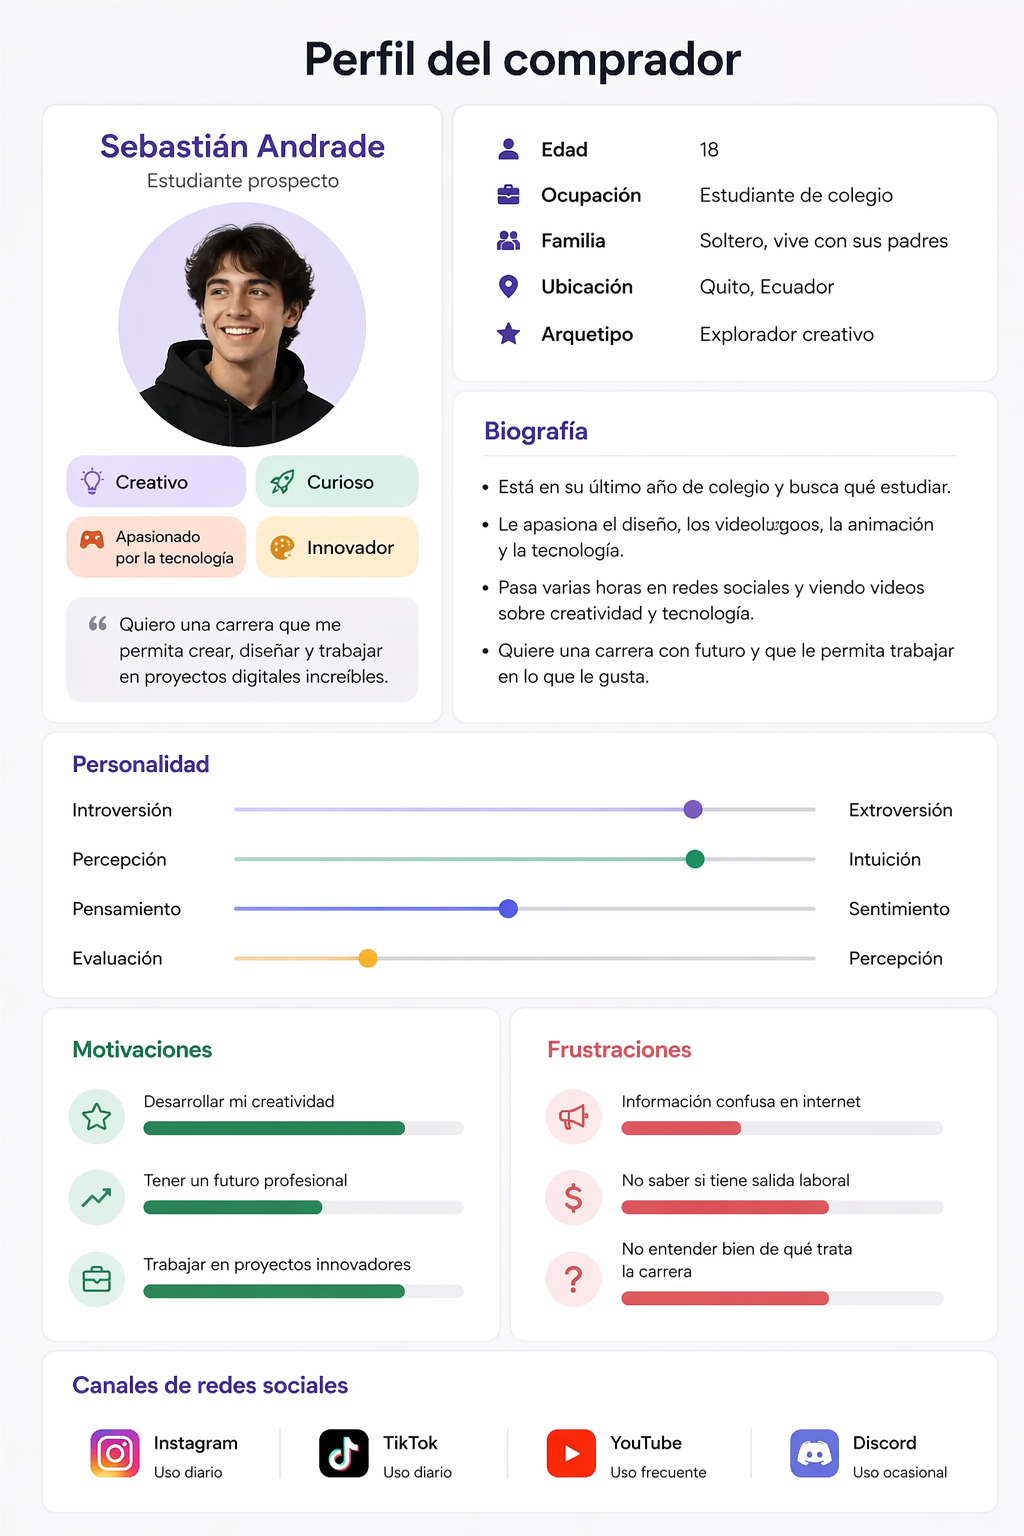 Perfil del comprador
Sebastián Andrade
Estudiante prospecto
Creativo
Curioso
Apasionado
por la tecnología
Innovador
“ Quiero una carrera que me
permita crear, diseñar y trabajar
en proyectos digitales increíbles.
Edad 18
Ocupación Estudiante de colegio
Familia Soltero, vive con sus padres
Ubicación Quito, Ecuador
Arquetipo Explorador creativo
Biografía
• Está en su último año de colegio y busca qué estudiar.
• Le apasiona el diseño, los la animación
y la tecnología.
• Pasa varias horas en redes sociales y viendo videos
sobre creatividad y tecnología.
• Quiere una carrera con futuro y que le permita trabajar
en lo que le gusta.
Personalidad
Introversión Extroversión
Percepción Intuición
Pensamiento Sentimiento
Evaluación Percepción
Motivaciones
Desarrollar mi creatividad
Tener un futuro profesional
Trabajar en proyectos innovadores
Frustraciones
Información confusa en internet
$ No saber si tiene salida laboral
No entender bien de qué trata
? la carrera
Canales de redes sociales
Instagram
Uso diario
TikTok
Uso diario
YouTube
Uso frecuente
Discord
Uso ocasional